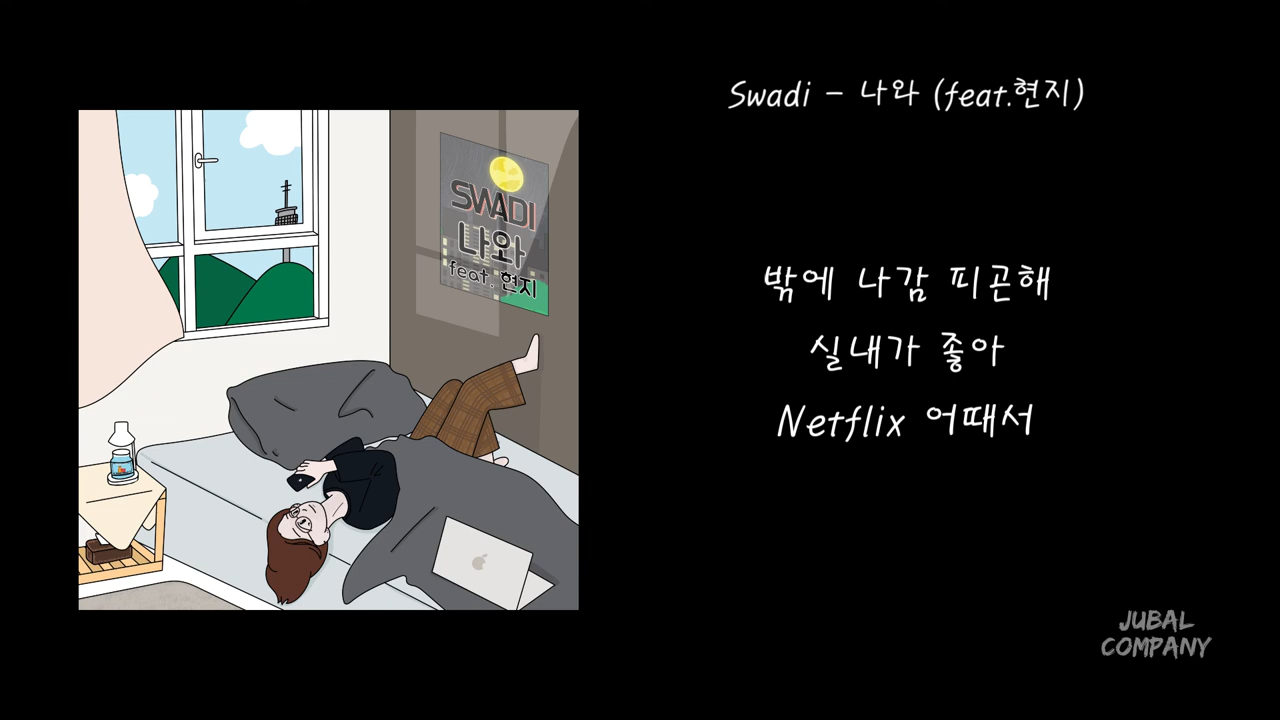 Swadi - 나와 (feat.현지)
SWADI
나와
feat. 현지
밖에 나감 피곤해
실내가 좋아
Netflix 어때서
JUBAL
COMPANY